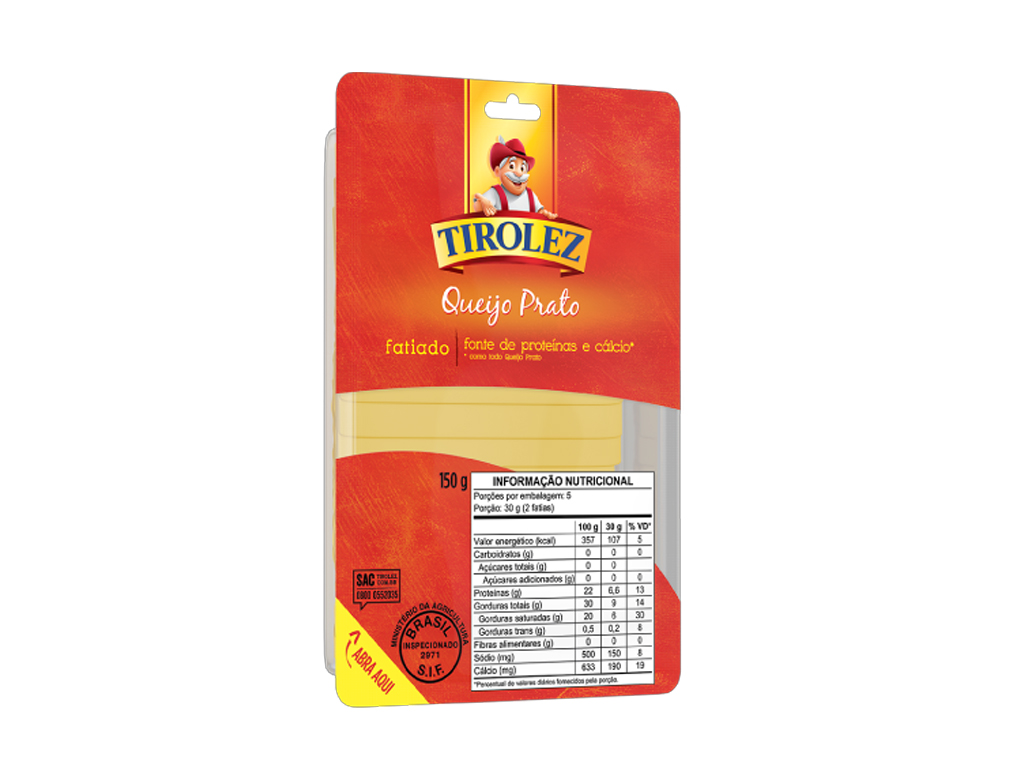 TIROLEZ
Queijo Prato
fatiado
fonte de proteínas e cálcio*
* como todo Queijo Prato
150 g
INFORMAÇÃO NUTRICIONAL
Porções por embalagem: 5
Porção: 30 g (2 fatias)
100 g 30 g % VD*
Valor energético (kcal) 357 107 5
Carboidratos (g) 0 0 0
Açúcares totais (g) 0 0
Açúcares adicionados (g) 0 0 0
Proteínas (g) 22 6,6 13
Gorduras totais (g) 30 9 14
Gorduras saturadas (g) 20 6 30
Gorduras trans (g) 0,5 0,2 8
Fibras alimentares (g) 0 0 0
Sódio (mg) 500 150 8
Cálcio (mg) 633 190 19
*Percentual de valores diários fornecidos pela porção.
SAC TIROLEZ
COM.BR
0800 0552035
MINISTÉRIO DA AGRICULTURA
BRASIL
INSPECIONADO
2971
S.I.F.
ABRA AQUI